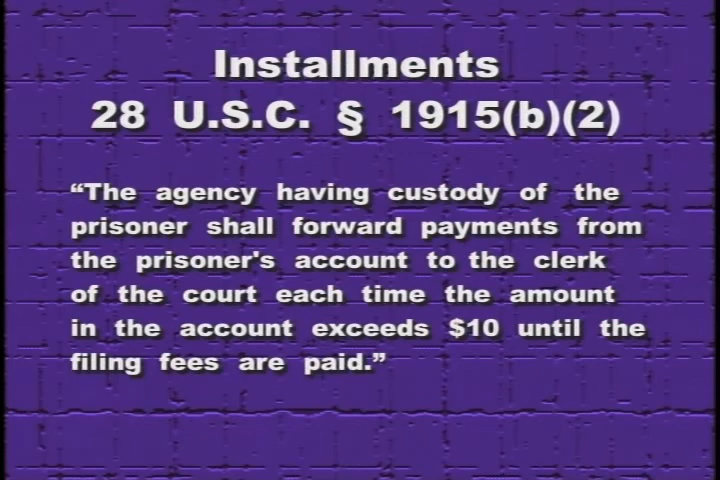 Installments
28 U.S.C. § 1915(b)(2)
“The agency having custody of the
prisoner shall forward payments from
the prisoner's account to the clerk
of the court each time the amount
in the account exceeds $10 until the
filing fees are paid.”